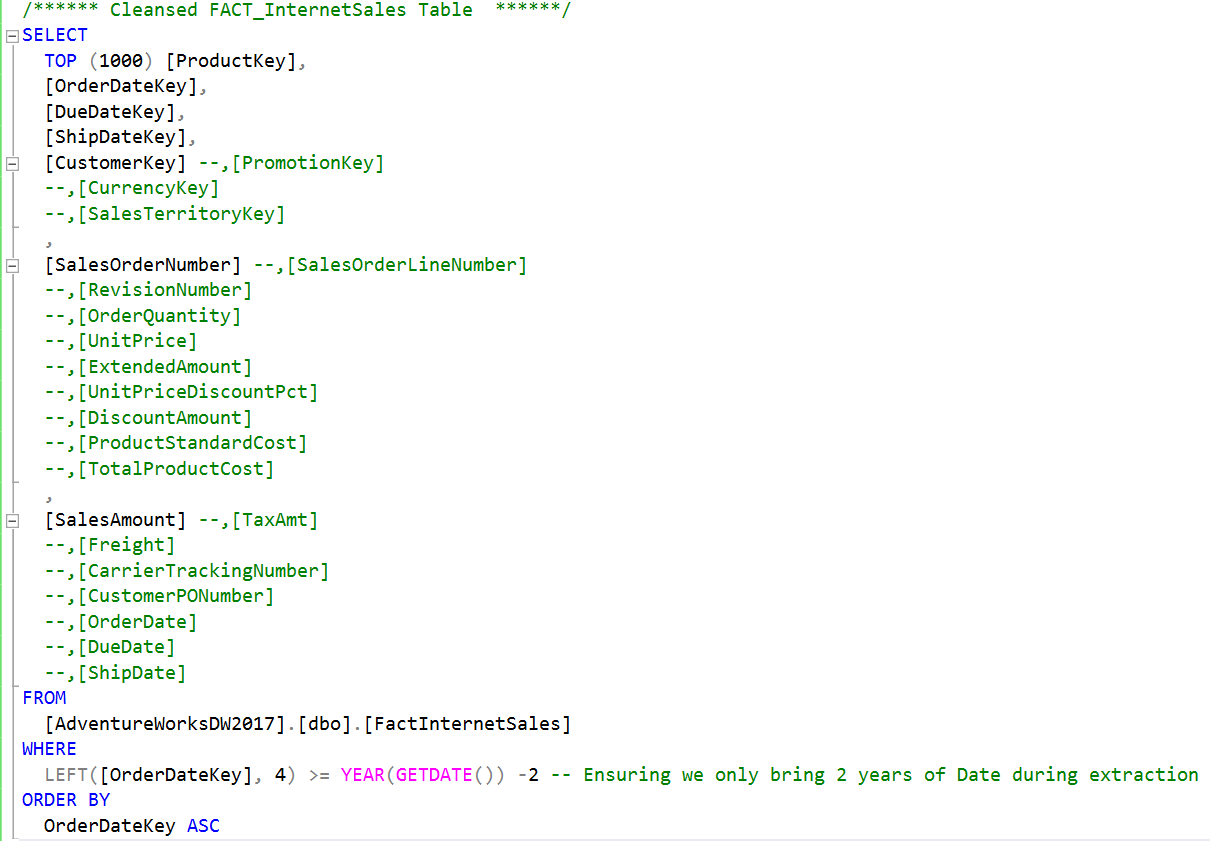 /****** Cleansed FACT_InternetSales Table  ******/
SELECT
  TOP (1000) [ProductKey],
  [OrderDateKey],
  [DueDateKey],
  [ShipDateKey],
  [CustomerKey] --,[PromotionKey]
  --,[CurrencyKey]
  --,[SalesTerritoryKey]
  ,
  [SalesOrderNumber] --,[SalesOrderLineNumber]
  --,[RevisionNumber]
  --,[OrderQuantity]
  --,[UnitPrice]
  --,[ExtendedAmount]
  --,[UnitPriceDiscountPct]
  --,[DiscountAmount]
  --,[ProductStandardCost]
  --,[TotalProductCost]
  ,
  [SalesAmount] --,[TaxAmt]
  --,[Freight]
  --,[CarrierTrackingNumber]
  --,[CustomerPONumber]
  --,[OrderDate]
  --,[DueDate]
  --,[ShipDate]
FROM
  [AdventureWorksDW2017].[dbo].[FactInternetSales]
WHERE
  LEFT([OrderDateKey], 4) >= YEAR(GETDATE()) -2 -- Ensuring we only bring 2 years of Date during extraction
ORDER BY
  OrderDateKey ASC